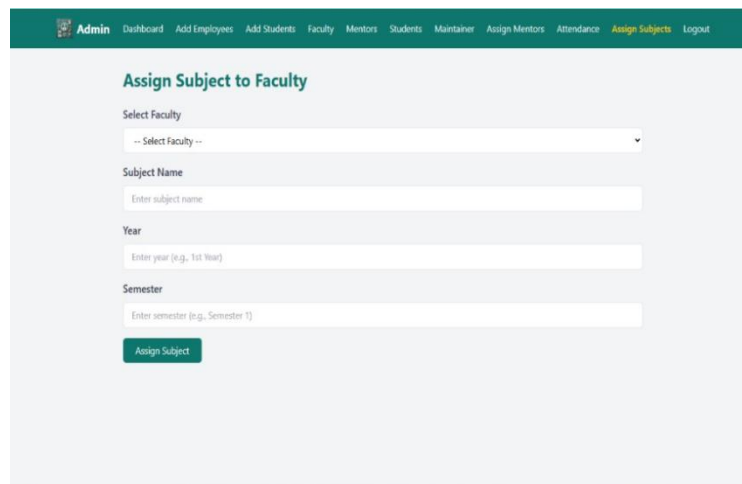 Admin Dashboard Add Employees Add Students Faculty Mentors Students Maintainer Assign Mentors Attendance Assign Subjects Logout
Assign Subject to Faculty
Select Faculty
-- Select Faculty --
Subject Name
Enter subject name
Year
Enter year (e.g., 1st Year)
Semester
Enter semester (e.g., Semester 1)
Assign Subject